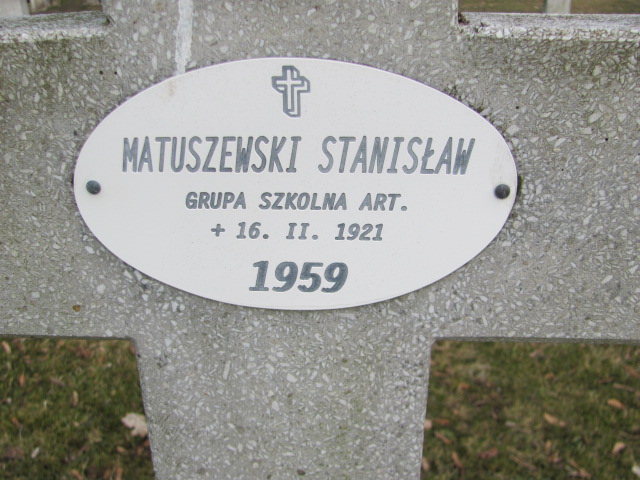 MATUSZEWSKI STANISŁAW
GRUPA SZKOLNA ART.
+ 16. II. 1921
1959